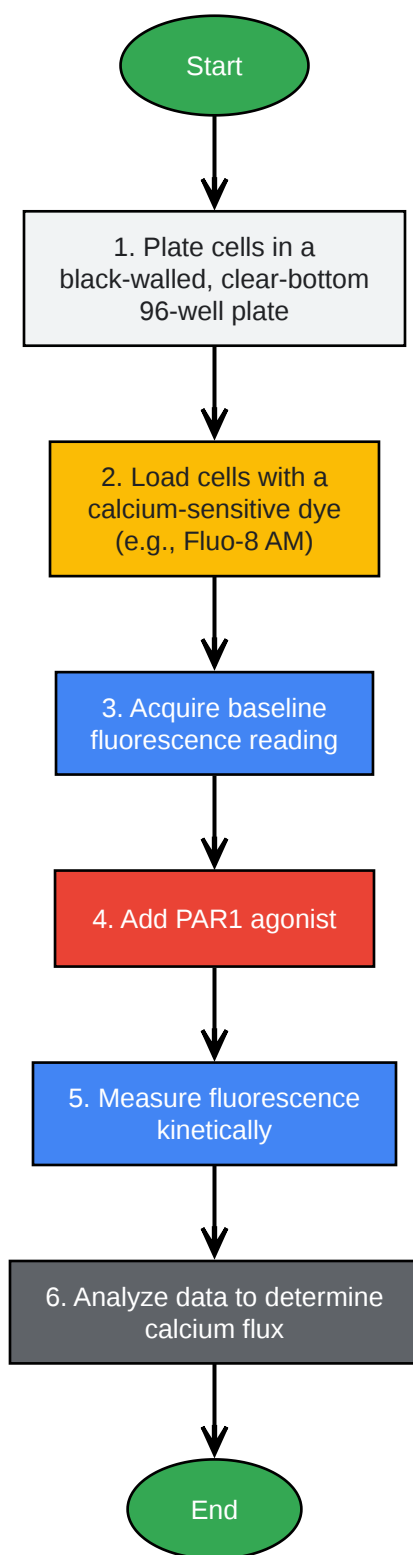 Start
1. Plate cells in a
black-walled, clear-bottom
96-well plate
2. Load cells with a
calcium-sensitive dye
(e.g., Fluo-8 AM)
3. Acquire baseline
fluorescence reading
4. Add PAR1 agonist
5. Measure fluorescence
kinetically
6. Analyze data to determine
calcium flux
End